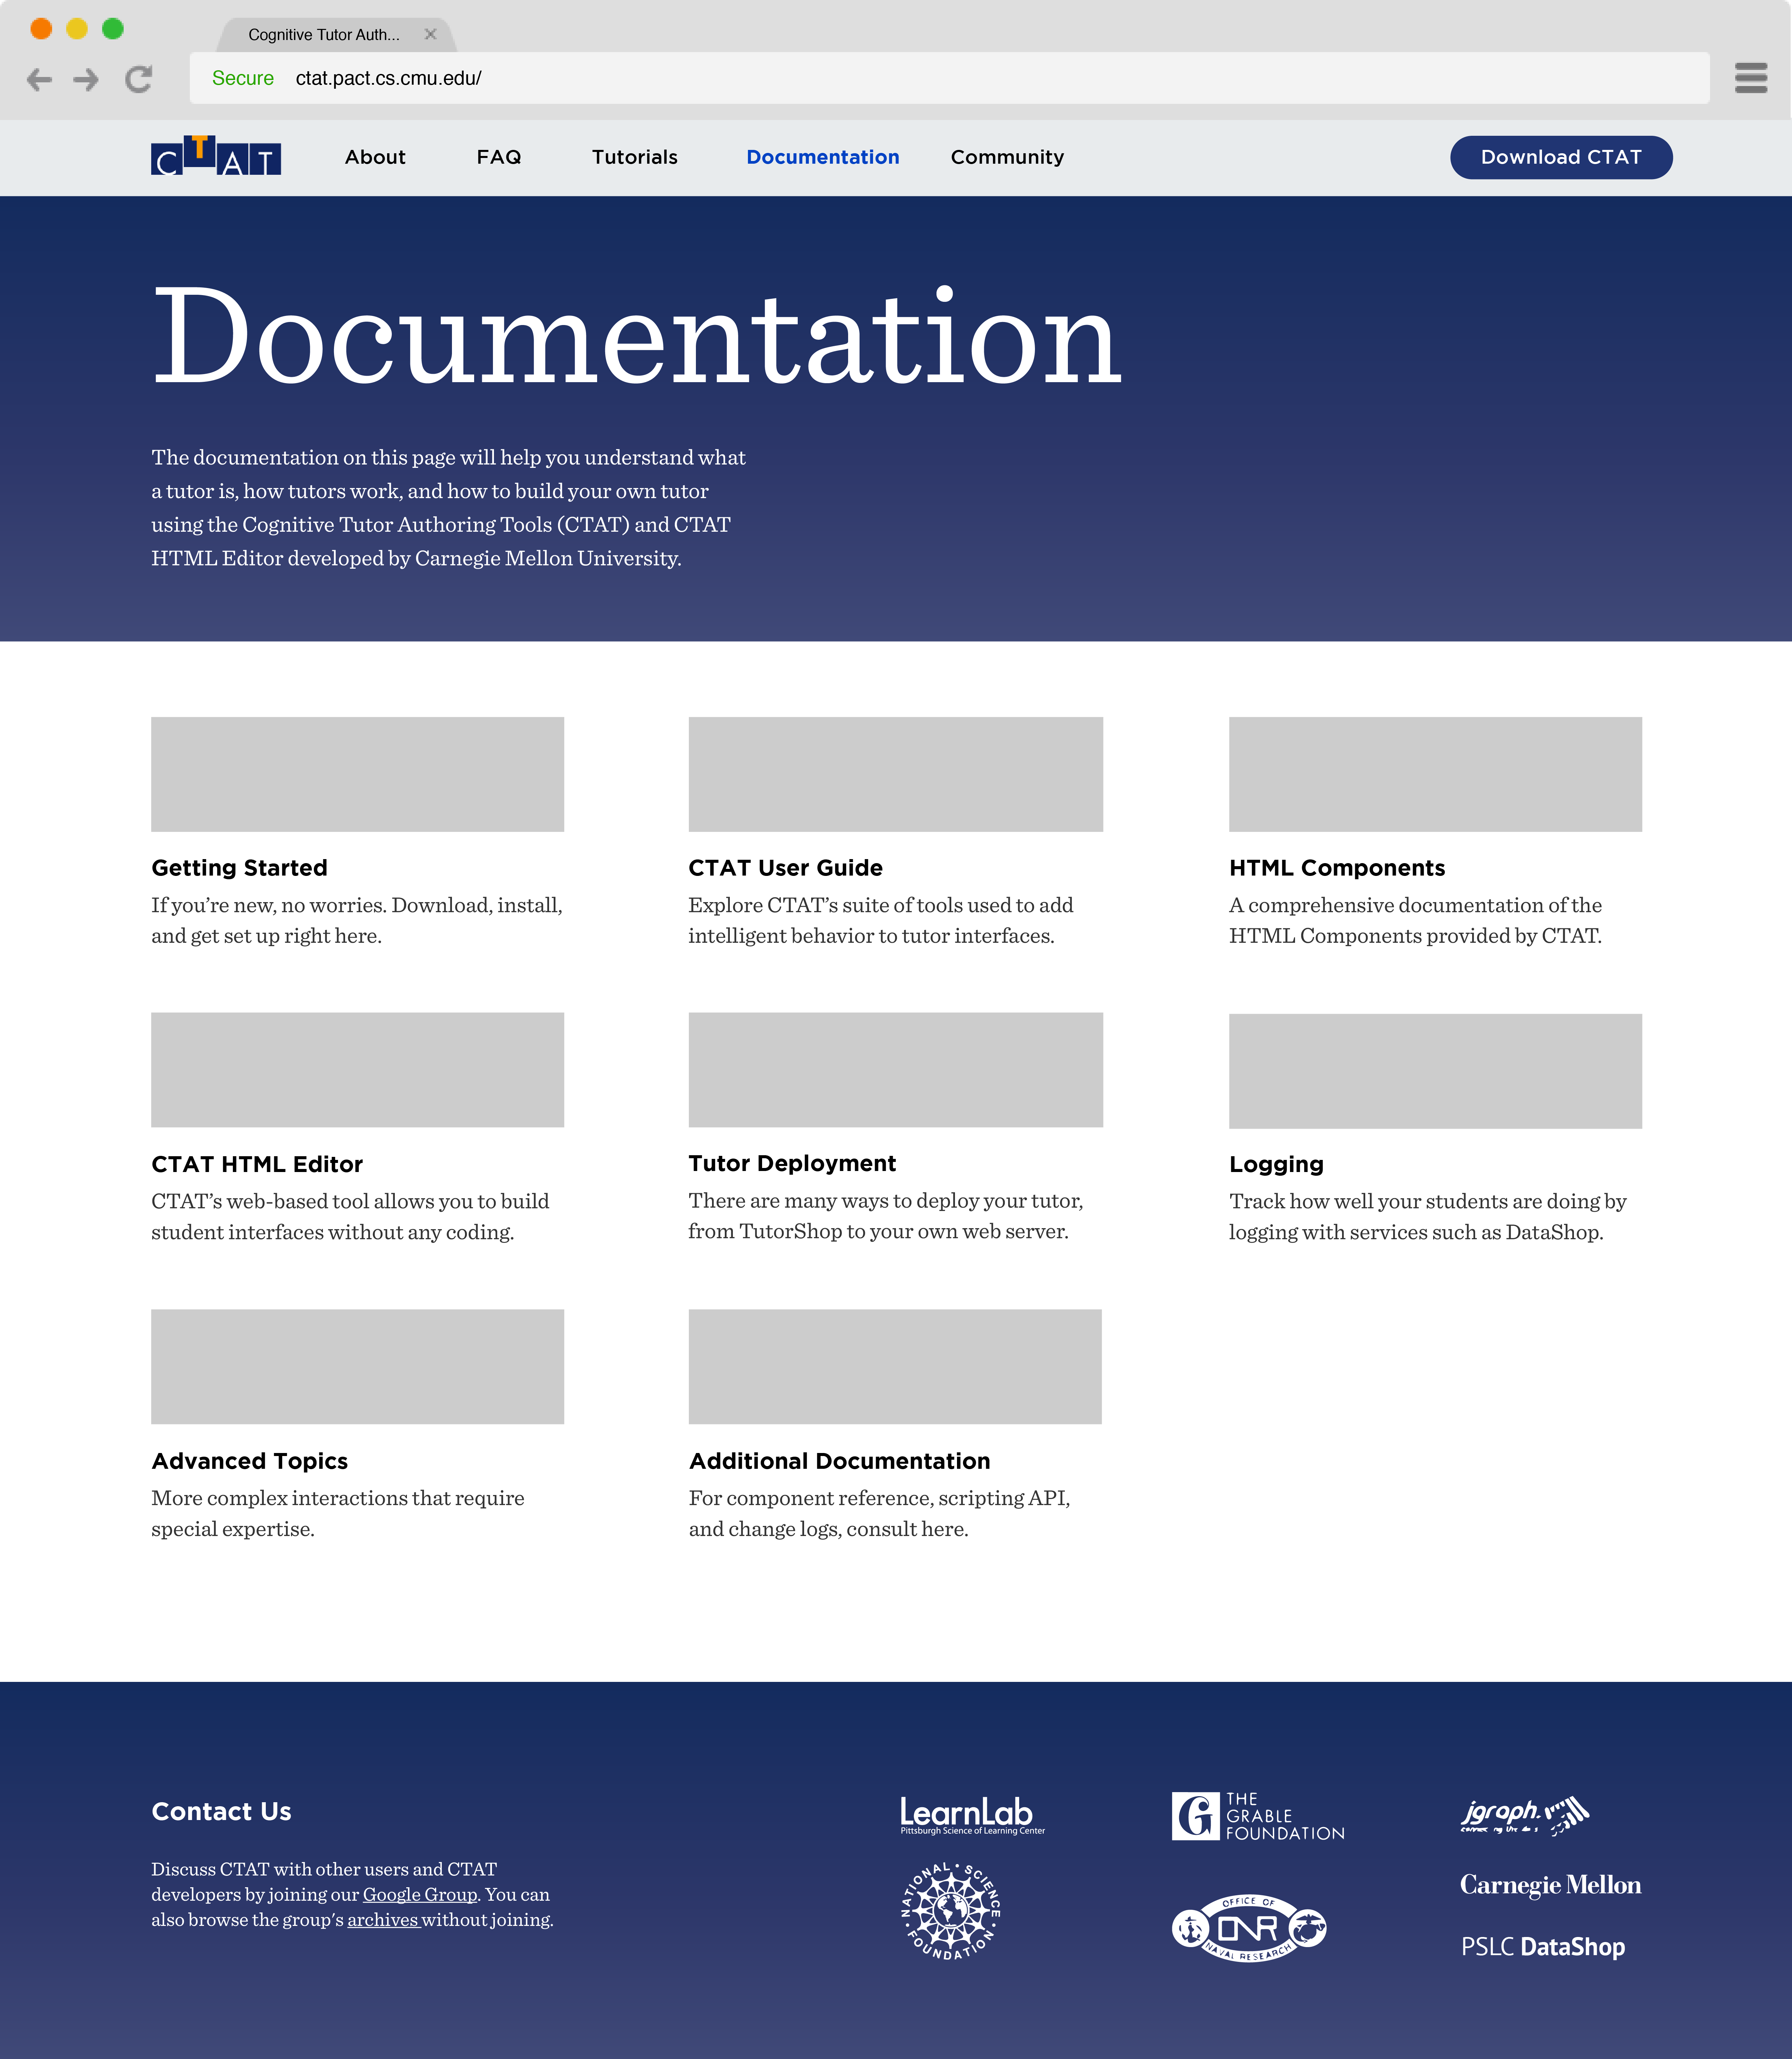 Cognitive Tutor Auth...
Secure ctat.pact.cs.cmu.edu/
CTAT About FAQ Tutorials Documentation Community Download CTAT
Documentation
The documentation on this page will help you understand what
a tutor is, how tutors work, and how to build your own tutor
using the Cognitive Tutor Authoring Tools (CTAT) and CTAT
HTML Editor developed by Carnegie Mellon University.
Getting Started
If you’re new, no worries. Download, install,
and get set up right here.
CTAT User Guide
Explore CTAT’s suite of tools used to add
intelligent behavior to tutor interfaces.
HTML Components
A comprehensive documentation of the
HTML Components provided by CTAT.
CTAT HTML Editor
CTAT’s web-based tool allows you to build
student interfaces without any coding.
Tutor Deployment
There are many ways to deploy your tutor,
from TutorShop to your own web server.
Logging
Track how well your students are doing by
logging with services such as DataShop.
Advanced Topics
More complex interactions that require
special expertise.
Additional Documentation
For component reference, scripting API,
and change logs, consult here.
Contact Us
Discuss CTAT with other users and CTAT
developers by joining our Google Group. You can
also browse the group's archives without joining.
LearnLab
Pittsburgh Science of Learning Center
NATIONAL SCIENCE FOUNDATION
THE
GRABLE
FOUNDATION
OFFICE OF
ONR
NAVAL RESEARCH
jgraph.
Carnegie Mellon
PSLC DataShop